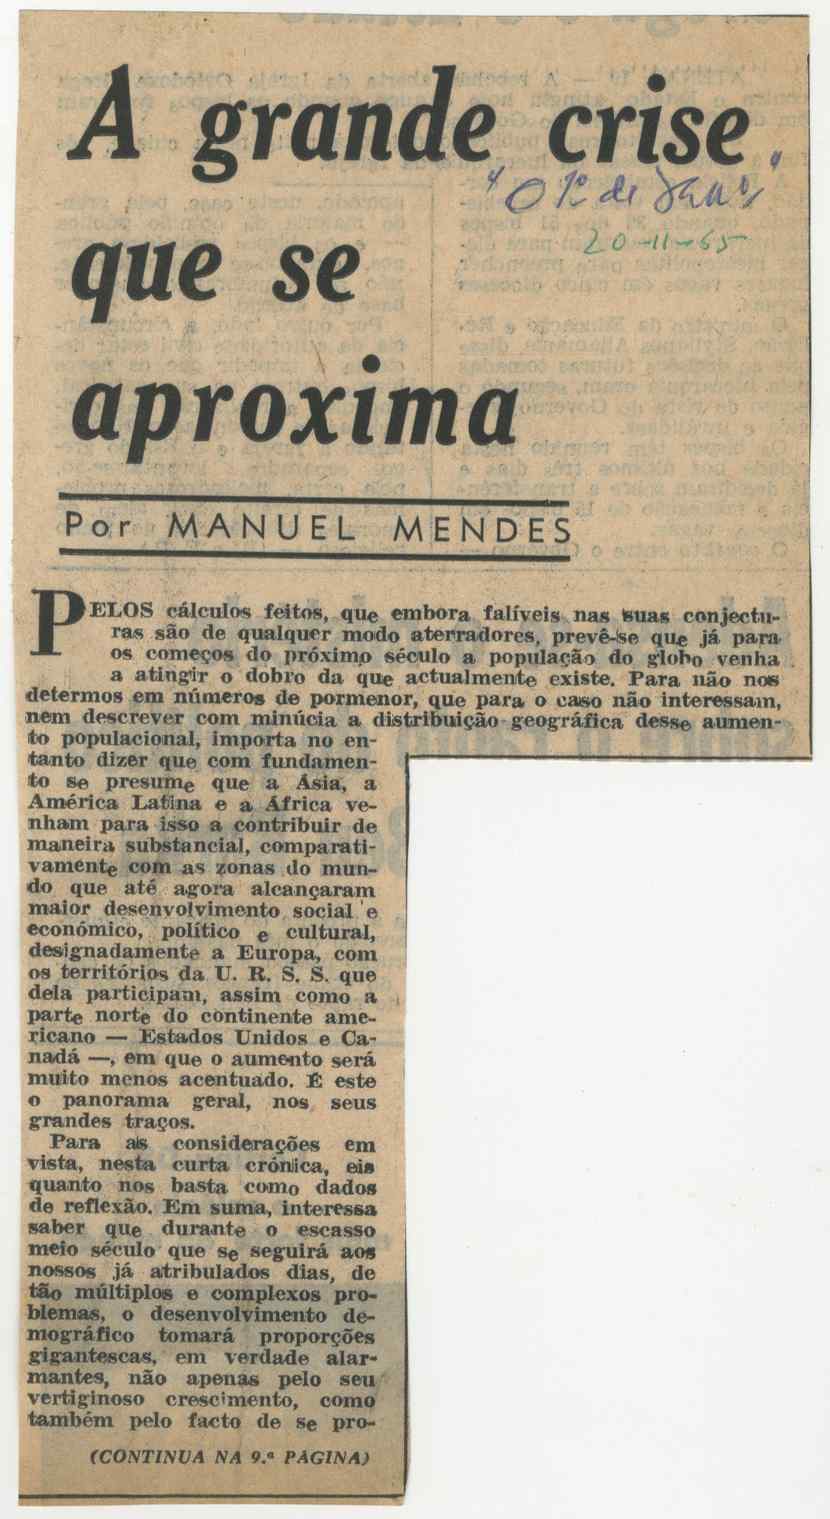 A grande crise
"O 1º de
20-11-65
que se
aproxima
Por MANUEL MENDES
PELOS cálculos feitos, que embora falíveis nas suas conjectu-
ras são de qualquer modo aterradores, prevê-se que já para
os começos do próximo século a população do globo venha
a atingir o dobro da que actualmente existe. Para não nos
determos em números de pormenor, que para o caso não interessam,
nem descrever com minúcia a distribuição geográfica desse aumen-
to populacional, importa no en-
tanto dizer que com fundamen-
to se presume que a Ásia, a
América Latina e a África ve-
nham para isso a contribuir de
maneira substancial, comparati-
vamente com as zonas do mun-
do que até agora alcançaram
maior desenvolvimento social e
económico, político e cultural,
designadamente a Europa, com
os territórios da U. R. S. S. que
dela participam, assim como a
parte norte do continente ame-
ricano — Estados Unidos e Ca-
nadá —, em que o aumento será
muito menos acentuado. É este
o panorama geral, nos seus
grandes traços.
Para as considerações em
vista, nesta curta crónica, eis
quanto nos basta como dados
de reflexão. Em suma, interessa
saber que durante o escasso
meio século que se seguirá aos
nossos já atribulados dias, de
tão múltiplos e complexos pro-
blemas, o desenvolvimento de-
mográfico tomará proporções
gigantescas, em verdade alar-
mantes, não apenas pelo seu
vertiginoso crescimento, como
também pelo facto de se pro-
(CONTINUA NA 9.ª PÁGINA)